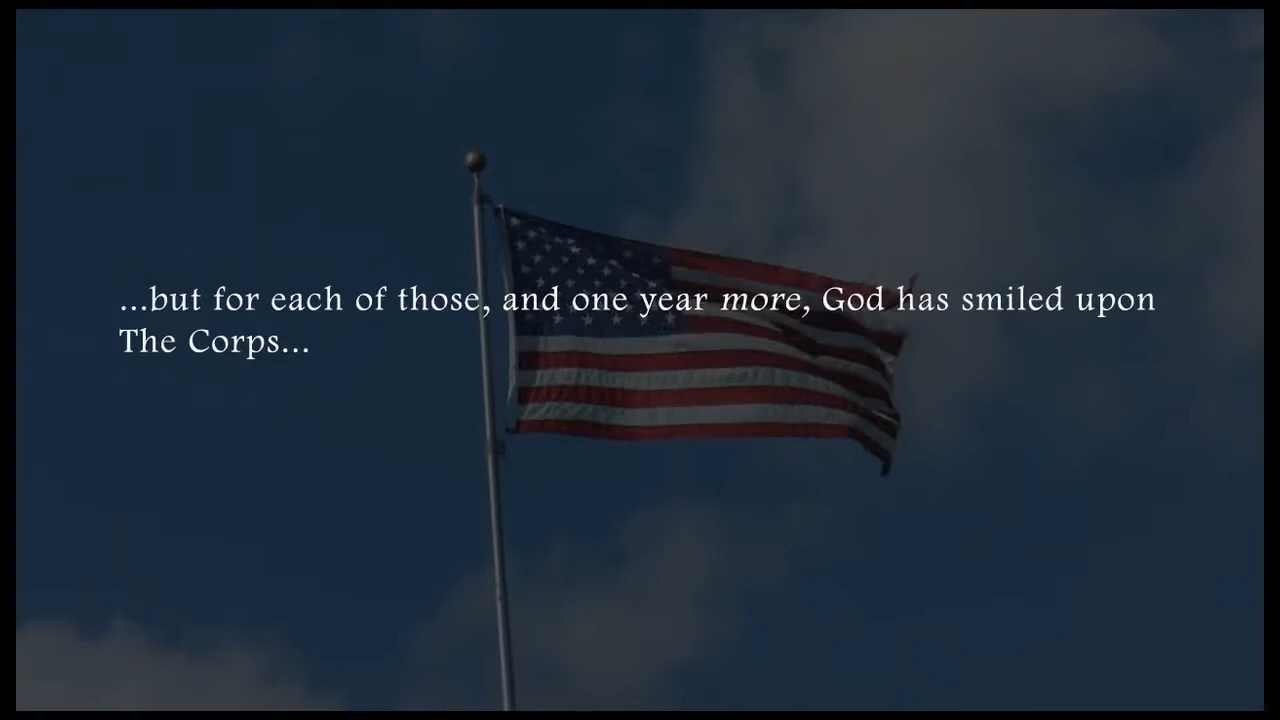 ...but for each of those, and one year more, God has smiled upon
The Corps...